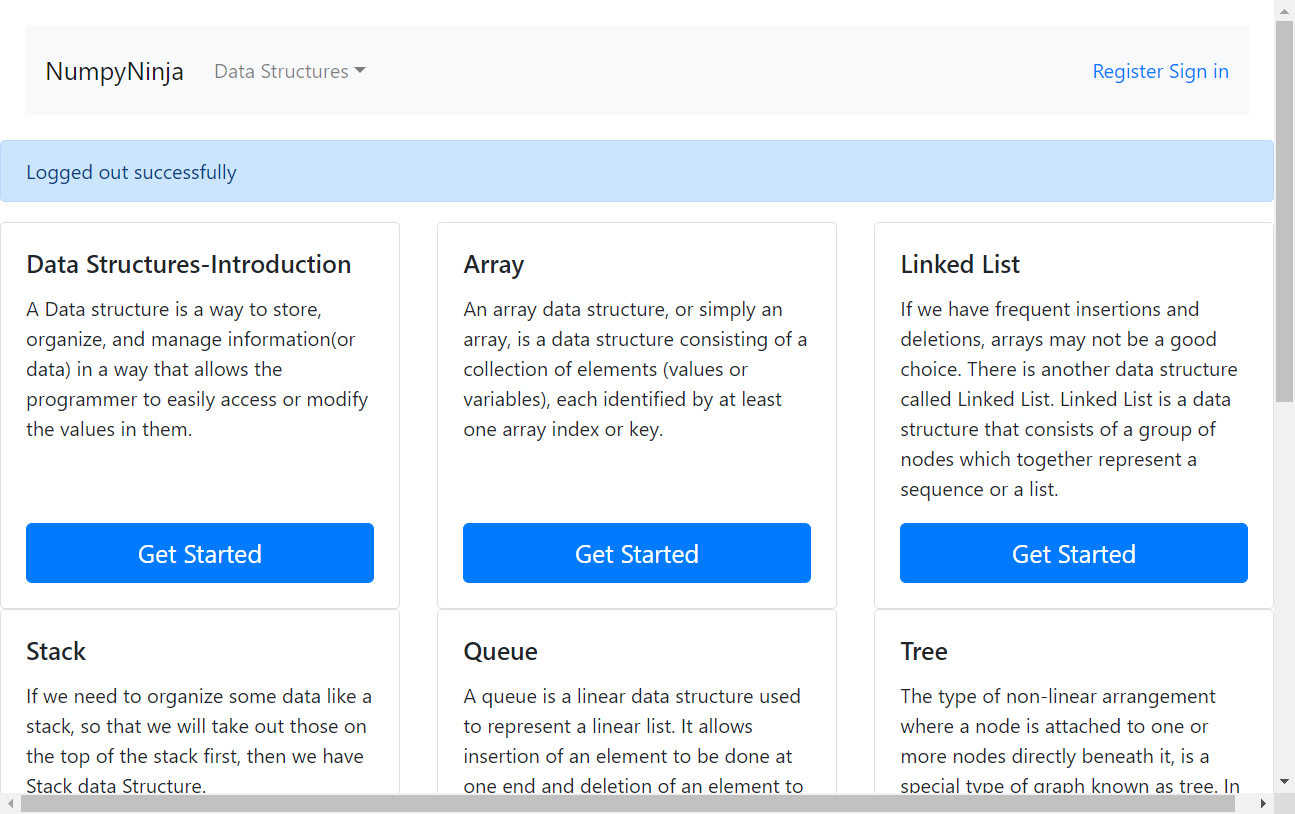 NumpyNinja Data Structures Register Sign in
Logged out successfully
Data Structures-Introduction
A Data structure is a way to store,
organize, and manage information(or
data) in a way that allows the
programmer to easily access or modify
the values in them.
Get Started
Array
An array data structure, or simply an
array, is a data structure consisting of a
collection of elements (values or
variables), each identified by at least
one array index or key.
Get Started
Linked List
If we have frequent insertions and
deletions, arrays may not be a good
choice. There is another data structure
called Linked List. Linked List is a data
structure that consists of a group of
nodes which together represent a
sequence or a list.
Get Started
Stack
If we need to organize some data like a
stack, so that we will take out those on
the top of the stack first, then we have
Stack data Structure.
Queue
A queue is a linear data structure used
to represent a linear list. It allows
insertion of an element to be done at
one end and deletion of an element to
Tree
The type of non-linear arrangement
where a node is attached to one or
more nodes directly beneath it, is a
special type of graph known as tree. In